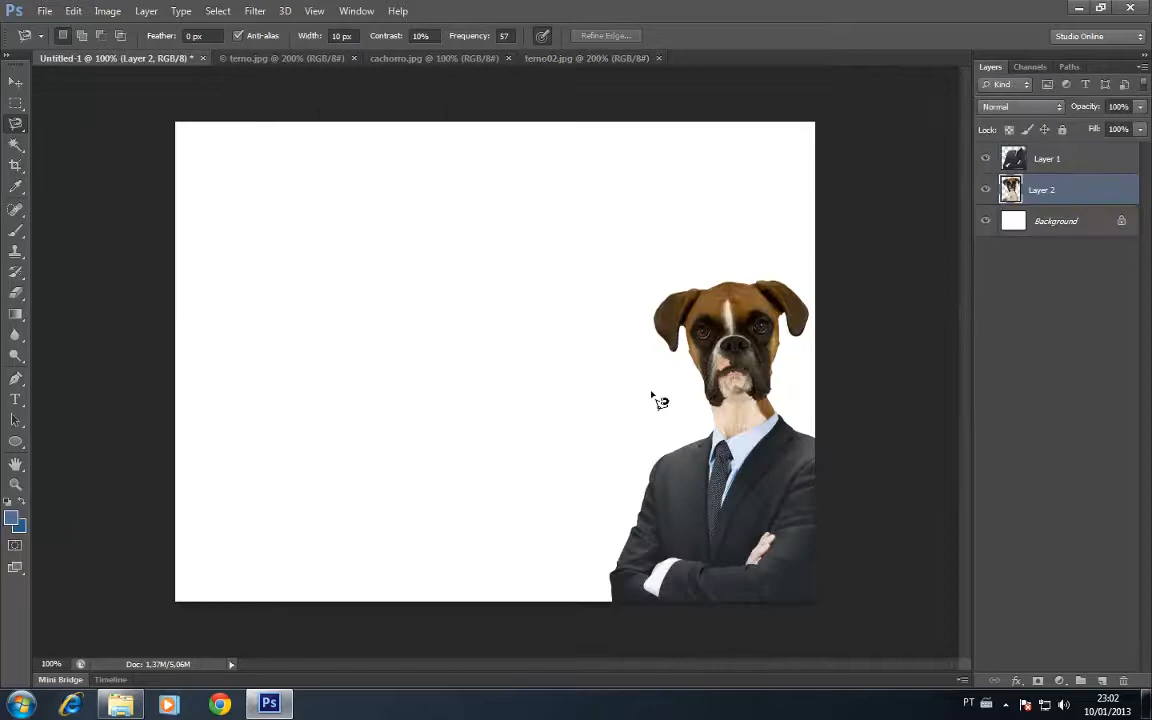 Ps File Edit Image Layer Type Select Filter 3D View Window Help
Feather: 0 px Anti-alias Width: 10 px Contrast: 10% Frequency: 57 Refine Edge... Studio Online
Untitled-1 @ 100% (Layer 2, RGB/8) * × © terno.jpg @ 200% (RGB/8#) × cachorro.jpg @ 100% (RGB/8#) × terno02.jpg @ 200% (RGB/8#) ×
Layers Channels Paths
Kind
Normal Opacity: 100%
Lock: Fill: 100%
Layer 1
Layer 2
Background
100% Doc: 1,37M/5,06M
Mini Bridge Timeline
Ps PT 23:02
10/01/2013